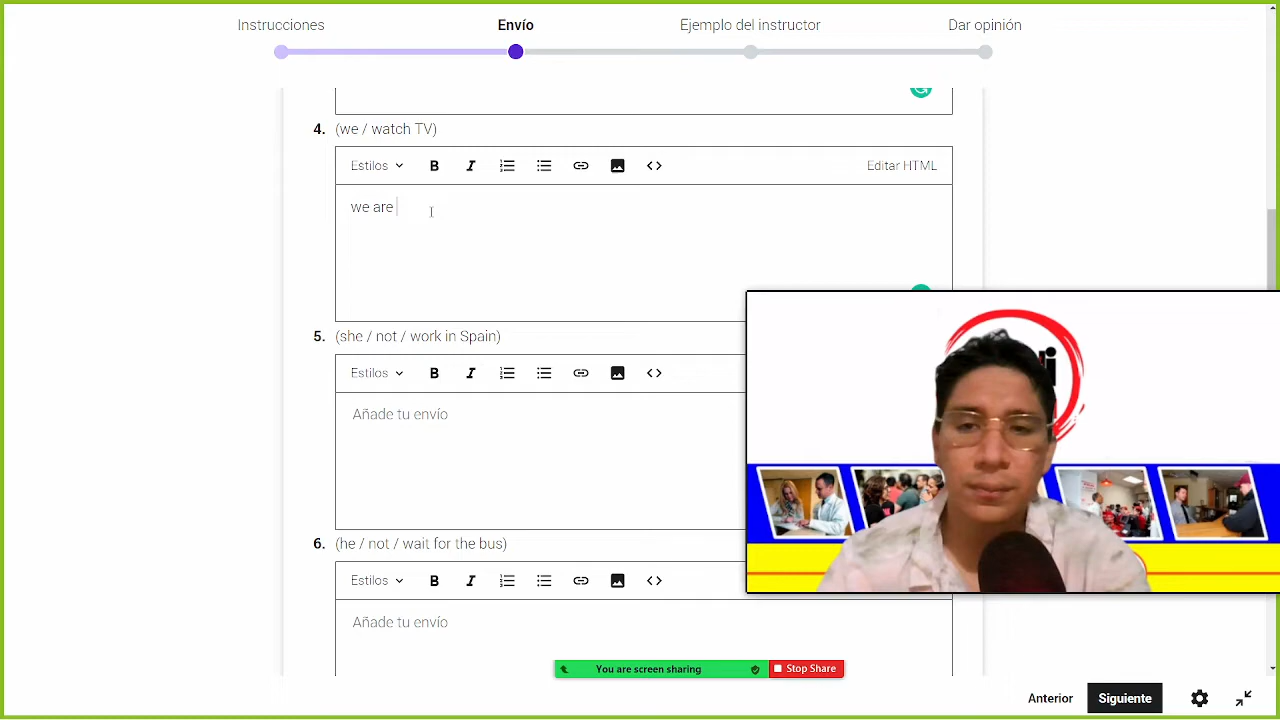 Instrucciones
Envío
Ejemplo del instructor
Dar opinión
4. (we / watch TV)
Estilos
B
I
Editar HTML
we are
5. (she / not / work in Spain)
Estilos
B
I
Añade tu envío
6. (he / not / wait for the bus)
Estilos
B
I
Añade tu envío
You are screen sharing
Stop Share
Anterior
Siguiente